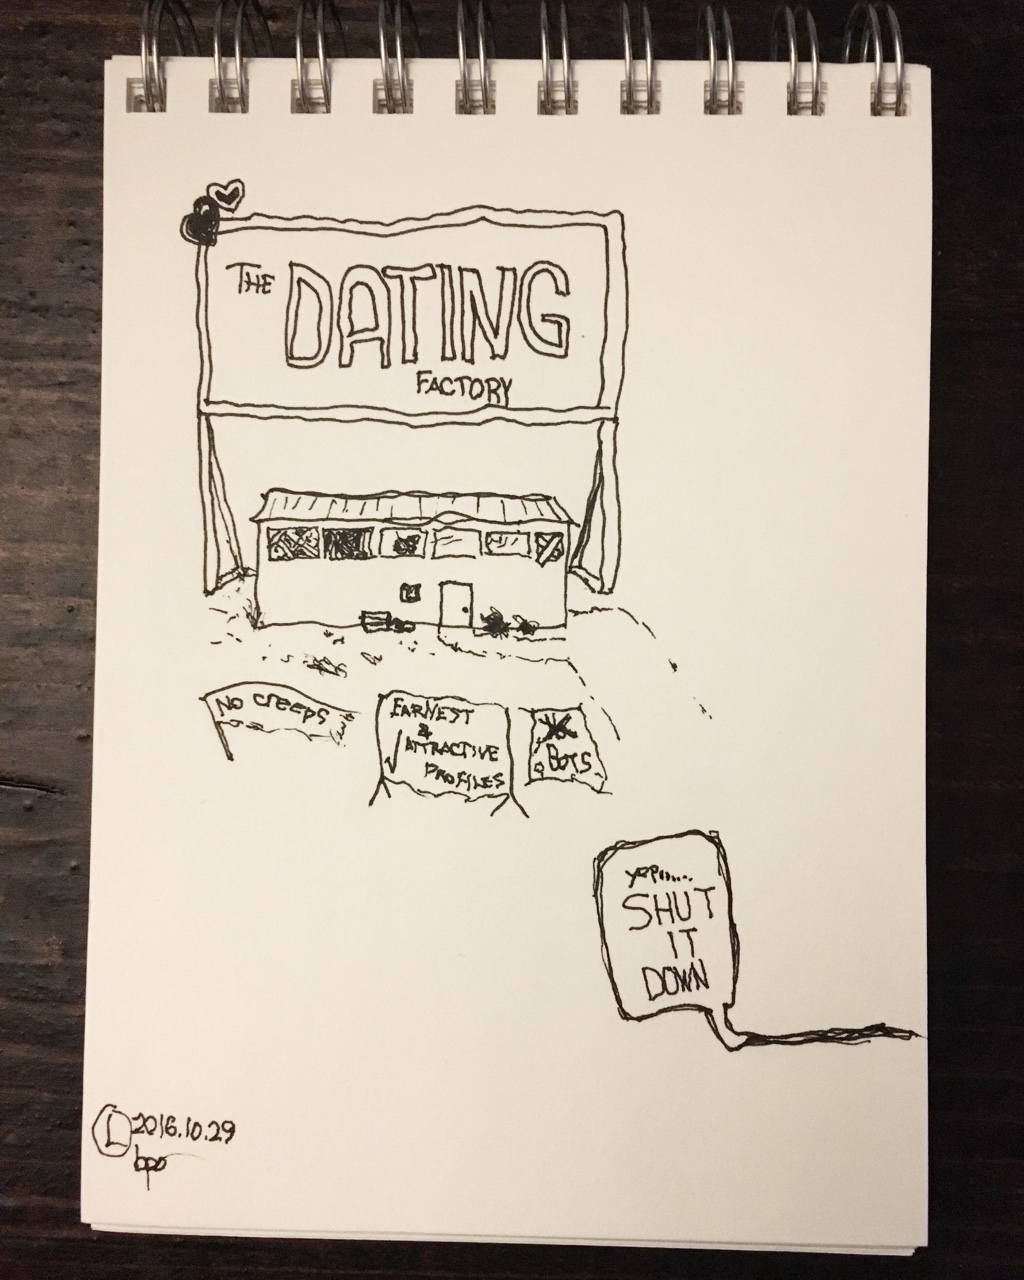 THE DATING
FACTORY
NO CREEPS
EARNEST
&
ATTRACTIVE
PROFILES
BOTS
yep.....
SHUT
IT
DOWN
L 2016.10.29
bpo